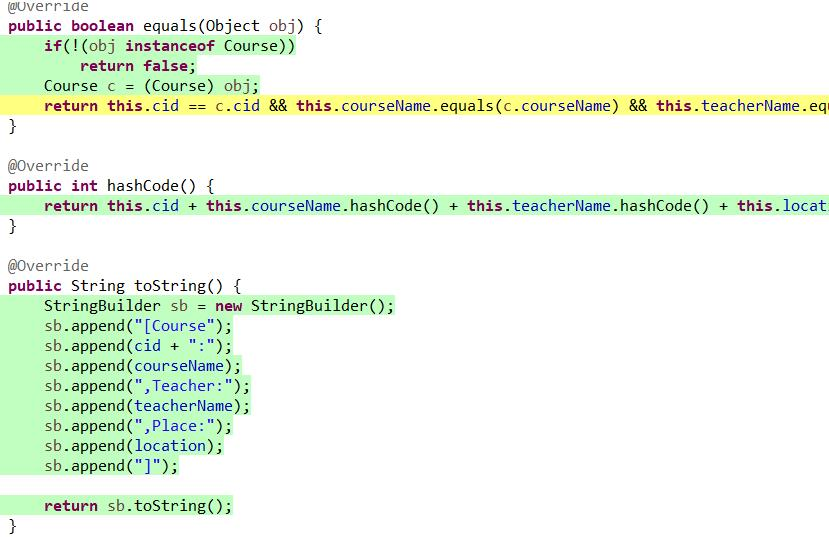 @Override
public boolean equals(Object obj) {
    if(!(obj instanceof Course))
        return false;
    Course c = (Course) obj;
    return this.cid == c.cid && this.courseName.equals(c.courseName) && this.teacherName.eq
}
@Override
public int hashCode() {
    return this.cid + this.courseName.hashCode() + this.teacherName.hashCode() + this.locat
}
@Override
public String toString() {
    StringBuilder sb = new StringBuilder();
    sb.append("[Course");
    sb.append(cid + ":");
    sb.append(courseName);
    sb.append(",Teacher:");
    sb.append(teacherName);
    sb.append(",Place:");
    sb.append(location);
    sb.append("]");
    return sb.toString();
}